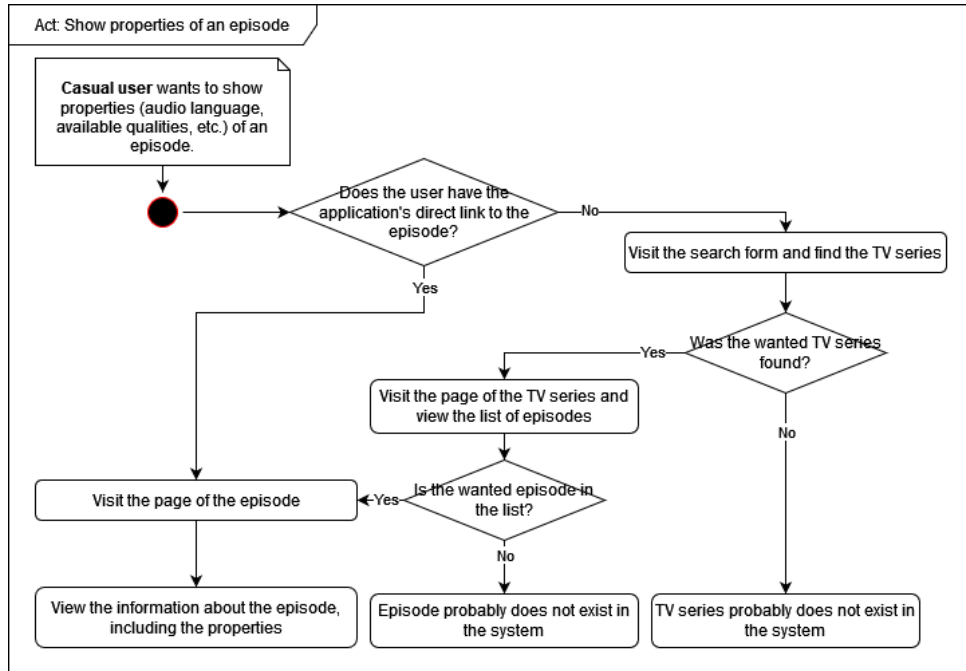 Act: Show properties of an episode
Casual user wants to show
properties (audio language,
available qualities, etc.) of an
episode.
Does the user have the
application's direct link to the
episode?
No
Yes
Visit the search form and find the TV series
Was the wanted TV series
found?
Yes
No
Visit the page of the TV series and
view the list of episodes
Is the wanted episode in
the list?
Yes
No
Visit the page of the episode
View the information about the episode,
including the properties
Episode probably does not exist in
the system
TV series probably does not exist in
the system